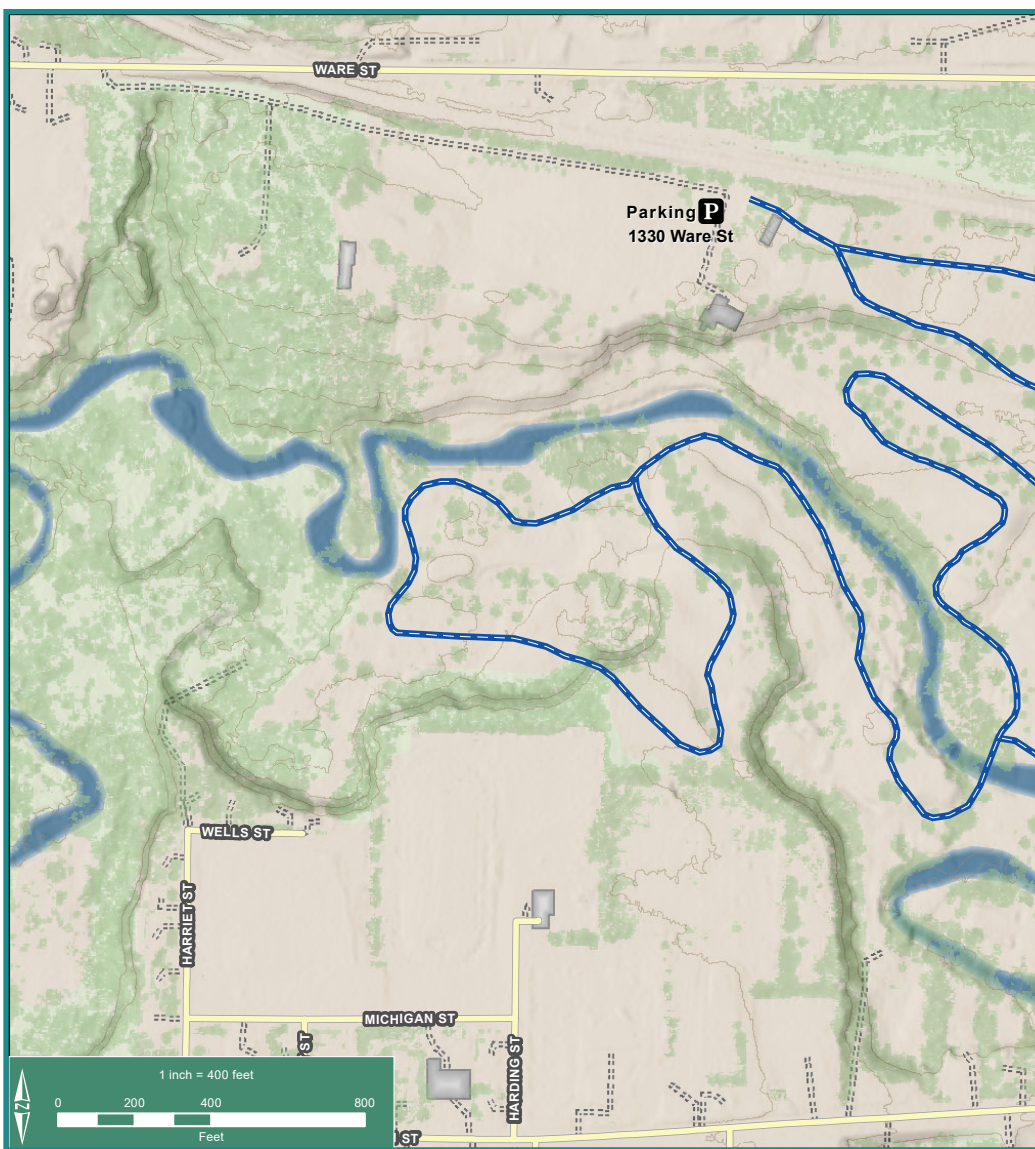 WARE ST
Parking P
1330 Ware St
WELLS ST
HARRIET ST
MICHIGAN ST
ST
HARDING ST
1 inch = 400 feet
0 200 400 800
Feet
N
ST